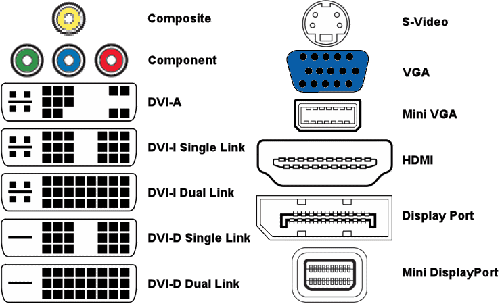 Composite
Component
DVI-A
DVI-I Single Link
DVI-I Dual Link
DVI-D Single Link
DVI-D Dual Link
S-Video
VGA
Mini VGA
HDMI
Display Port
Mini DisplayPort